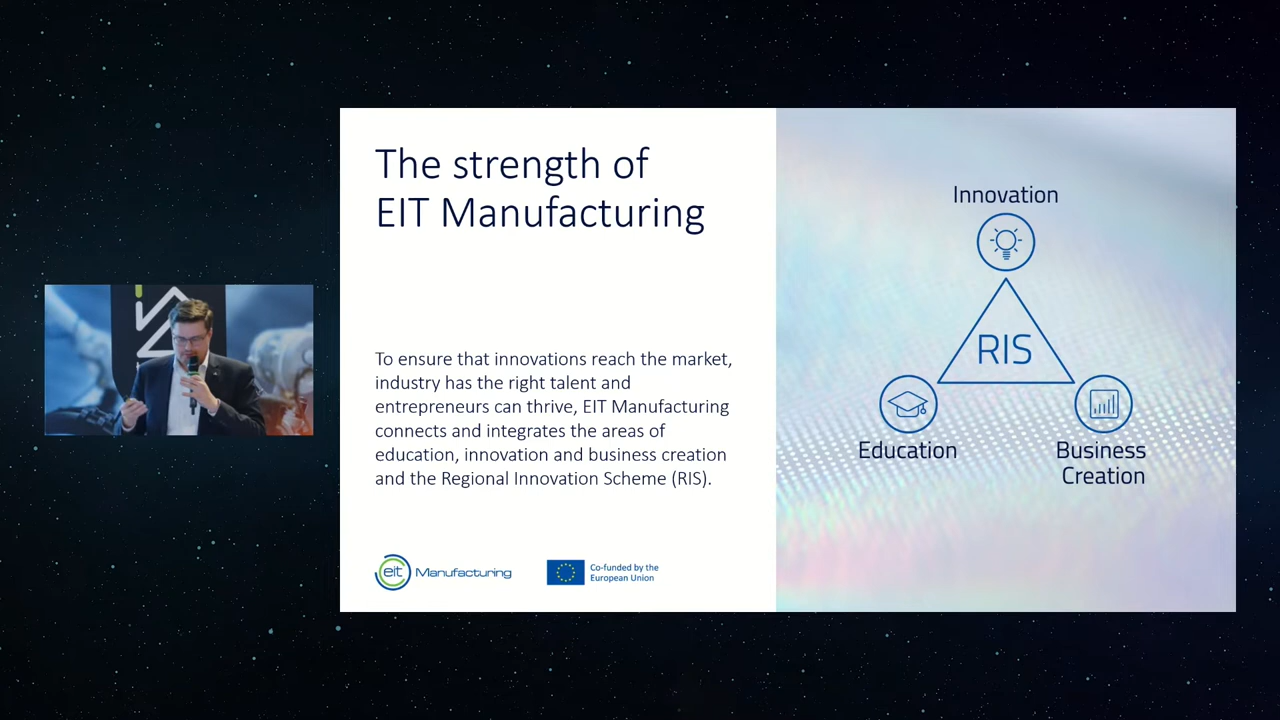 The strength of
EIT Manufacturing
To ensure that innovations reach the market,
industry has the right talent and
entrepreneurs can thrive, EIT Manufacturing
connects and integrates the areas of
education, innovation and business creation
and the Regional Innovation Scheme (RIS).
eit Manufacturing
Co-funded by the
European Union
Innovation
RIS
Education
Business
Creation